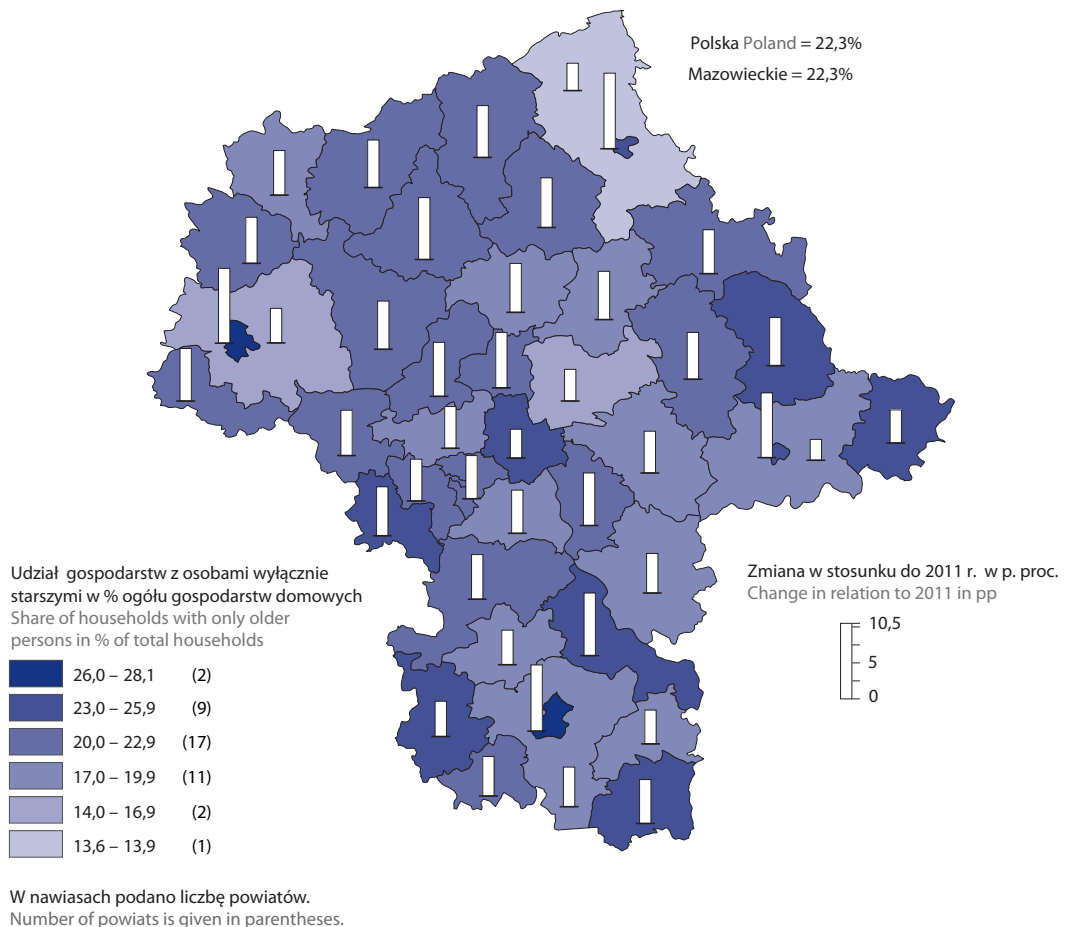 Polska Poland = 22,3%
Mazowieckie = 22,3%
Udział gospodarstw z osobami wyłącznie
starszymi w % ogółu gospodarstw domowych
Share of households with only older
persons in % of total households
26,0 – 28,1 (2)
23,0 – 25,9 (9)
20,0 – 22,9 (17)
17,0 – 19,9 (11)
14,0 – 16,9 (2)
13,6 – 13,9 (1)
W nawiasach podano liczbę powiatów.
Number of powiats is given in parentheses.
Zmiana w stosunku do 2011 r. w p. proc.
Change in relation to 2011 in pp
10,5
5
0